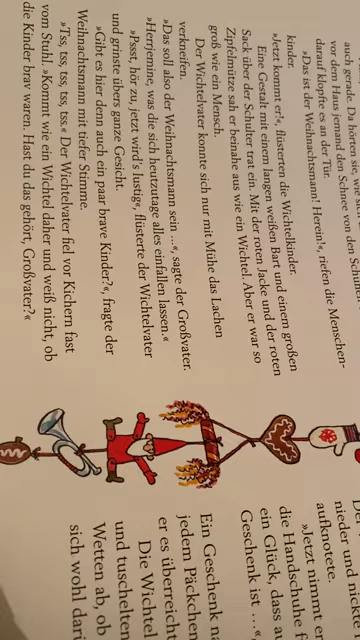 auch gerade. Da hörten sie, wie
vor dem Haus jemand den Schnee von den Schuhen
darauf klopfte es an der Tür.
»Das ist der Weihnachtsmann! Herein!«, riefen die Menschen-
kinder.
»Jetzt kommt er!«, flüsterten die Wichtelkinder.
Eine Gestalt mit einem langen weißen Bart und einem großen
Sack über der Schulter trat ein. Mit der roten Jacke und der roten
Zipfelmütze sah er beinahe aus wie ein Wichtel. Aber er war so
groß wie ein Mensch.
Der Wichtelvater konnte sich nur mit Mühe das Lachen
verkneifen.
»Das soll also der Weihnachtsmann sein ...«, sagte der Großvater.
»Herrjemine, was die sich heutzutage alles einfallen lassen.«
»Pssst, hör zu, jetzt wird's lustig«, flüsterte der Wichtelvater
und grinste übers ganze Gesicht.
»Gibt es hier denn auch ein paar brave Kinder?«, fragte der
Weihnachtsmann mit tiefer Stimme.
»Tss, tss, tss, tss.« Der Wichtelvater fiel vor Kichern fast
vom Stuhl. »Kommt wie ein Wichtel daher und weiß nicht, ob
die Kinder brav waren. Hast du das gehört, Großvater?«
nieder und nickt
aufknotete.
»Jetzt nimmt er
die Handschuhe
ein Glück, dass
Geschenk ist ...
Ein Geschenk
jedem Päckchen
er es überreich
Die Wichtel
und tuschelten
Wetten ab, ob
sich wohl